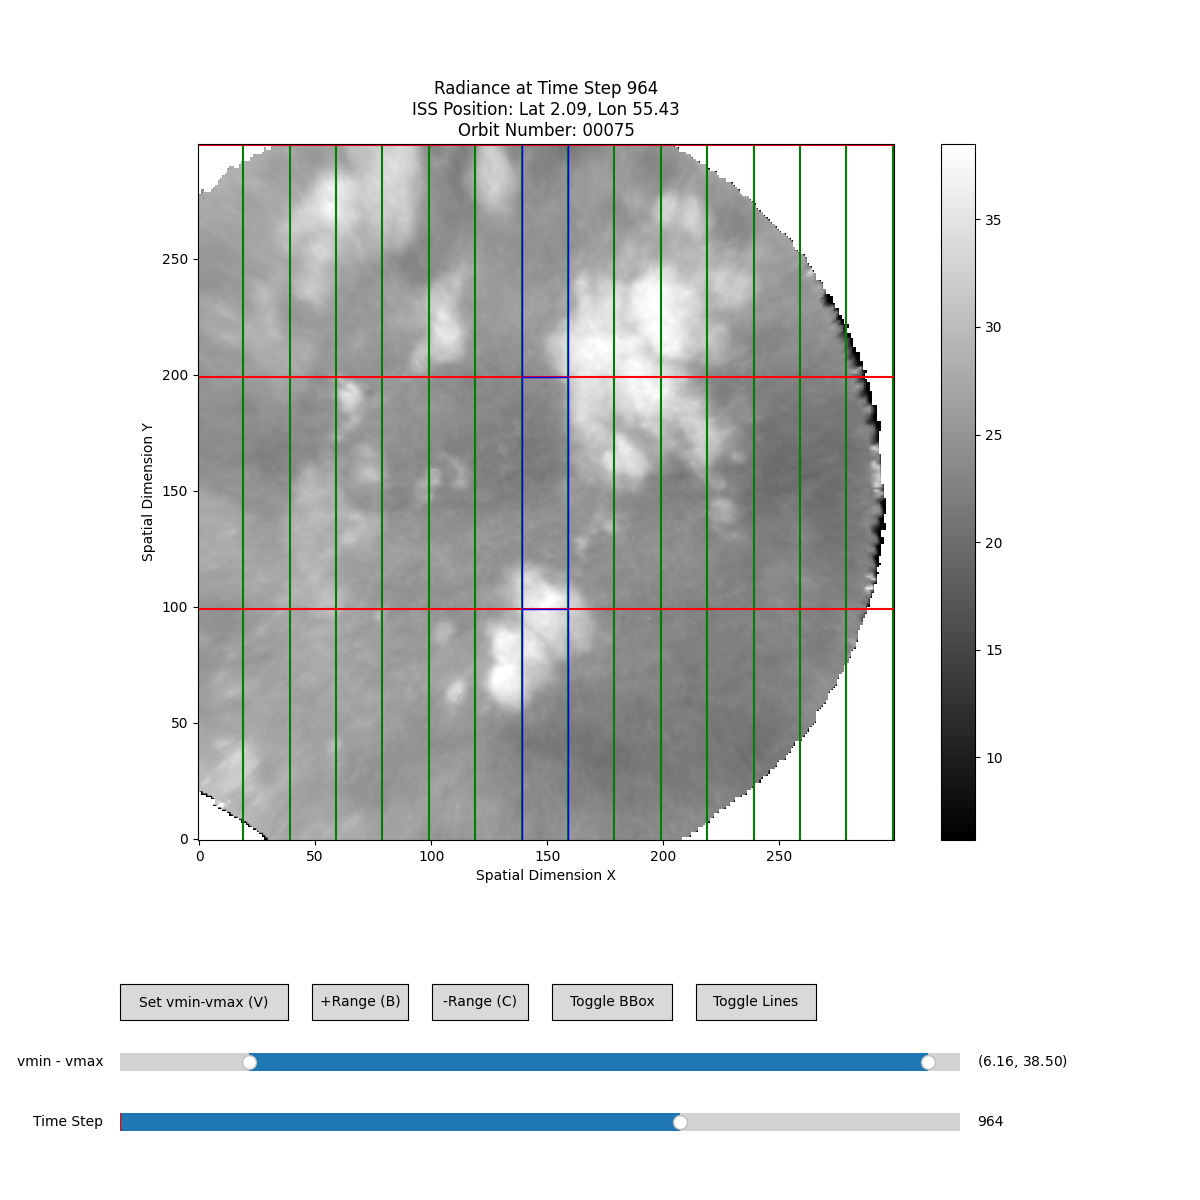 Radiance at Time Step 964
ISS Position: Lat 2.09, Lon 55.43
Orbit Number: 00075
Spatial Dimension Y
250
200
150
100
50
0
0 50 100 150 200 250
Spatial Dimension X
35
30
25
20
15
10
Set vmin-vmax (V) +Range (B) -Range (C) Toggle BBox Toggle Lines
vmin - vmax (6.16, 38.50)
Time Step 964